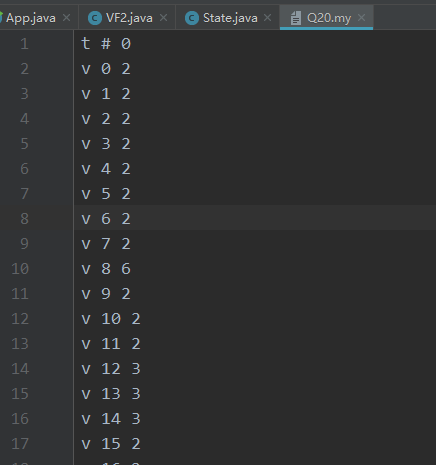 App.java VF2.java State.java Q20.my
1 t # 0
2 v 0 2
3 v 1 2
4 v 2 2
5 v 3 2
6 v 4 2
7 v 5 2
8 v 6 2
9 v 7 2
10 v 8 6
11 v 9 2
12 v 10 2
13 v 11 2
14 v 12 3
15 v 13 3
16 v 14 3
17 v 15 2